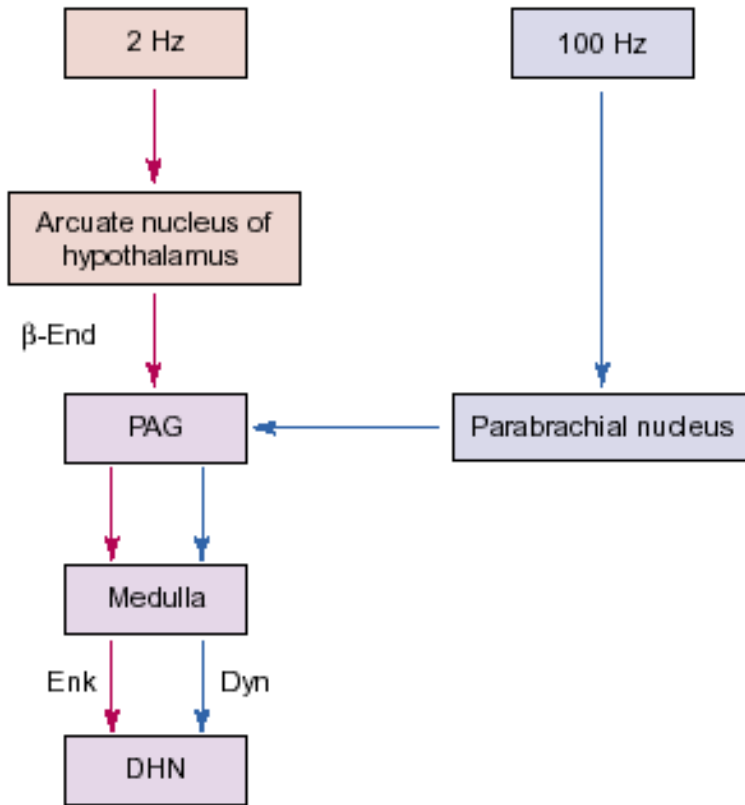 2 Hz
100 Hz
Arcuate nucleus of
hypothalamus
β-End
PAG
Parabrachial nucleus
Medulla
Enk
Dyn
DHN